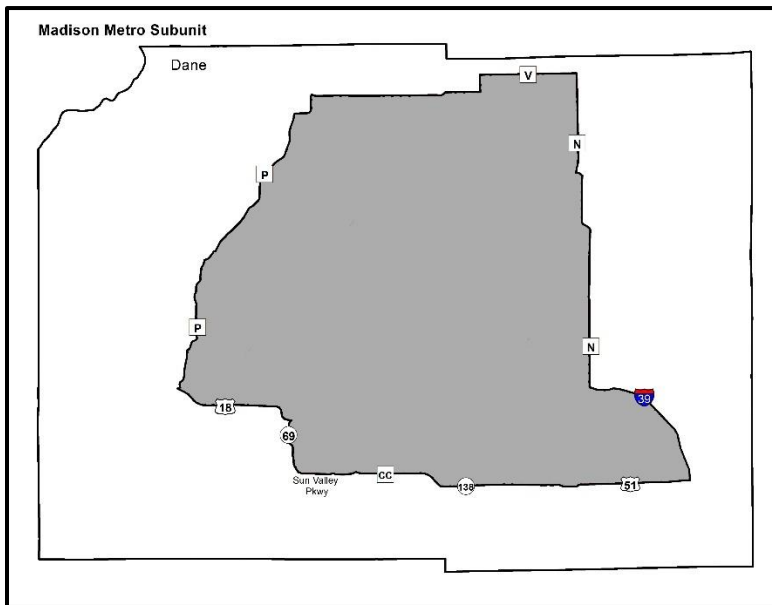 Madison Metro Subunit
Dane
V
N
P
P
N
39
18
69
CC
Sun Valley
Pkwy
138
51